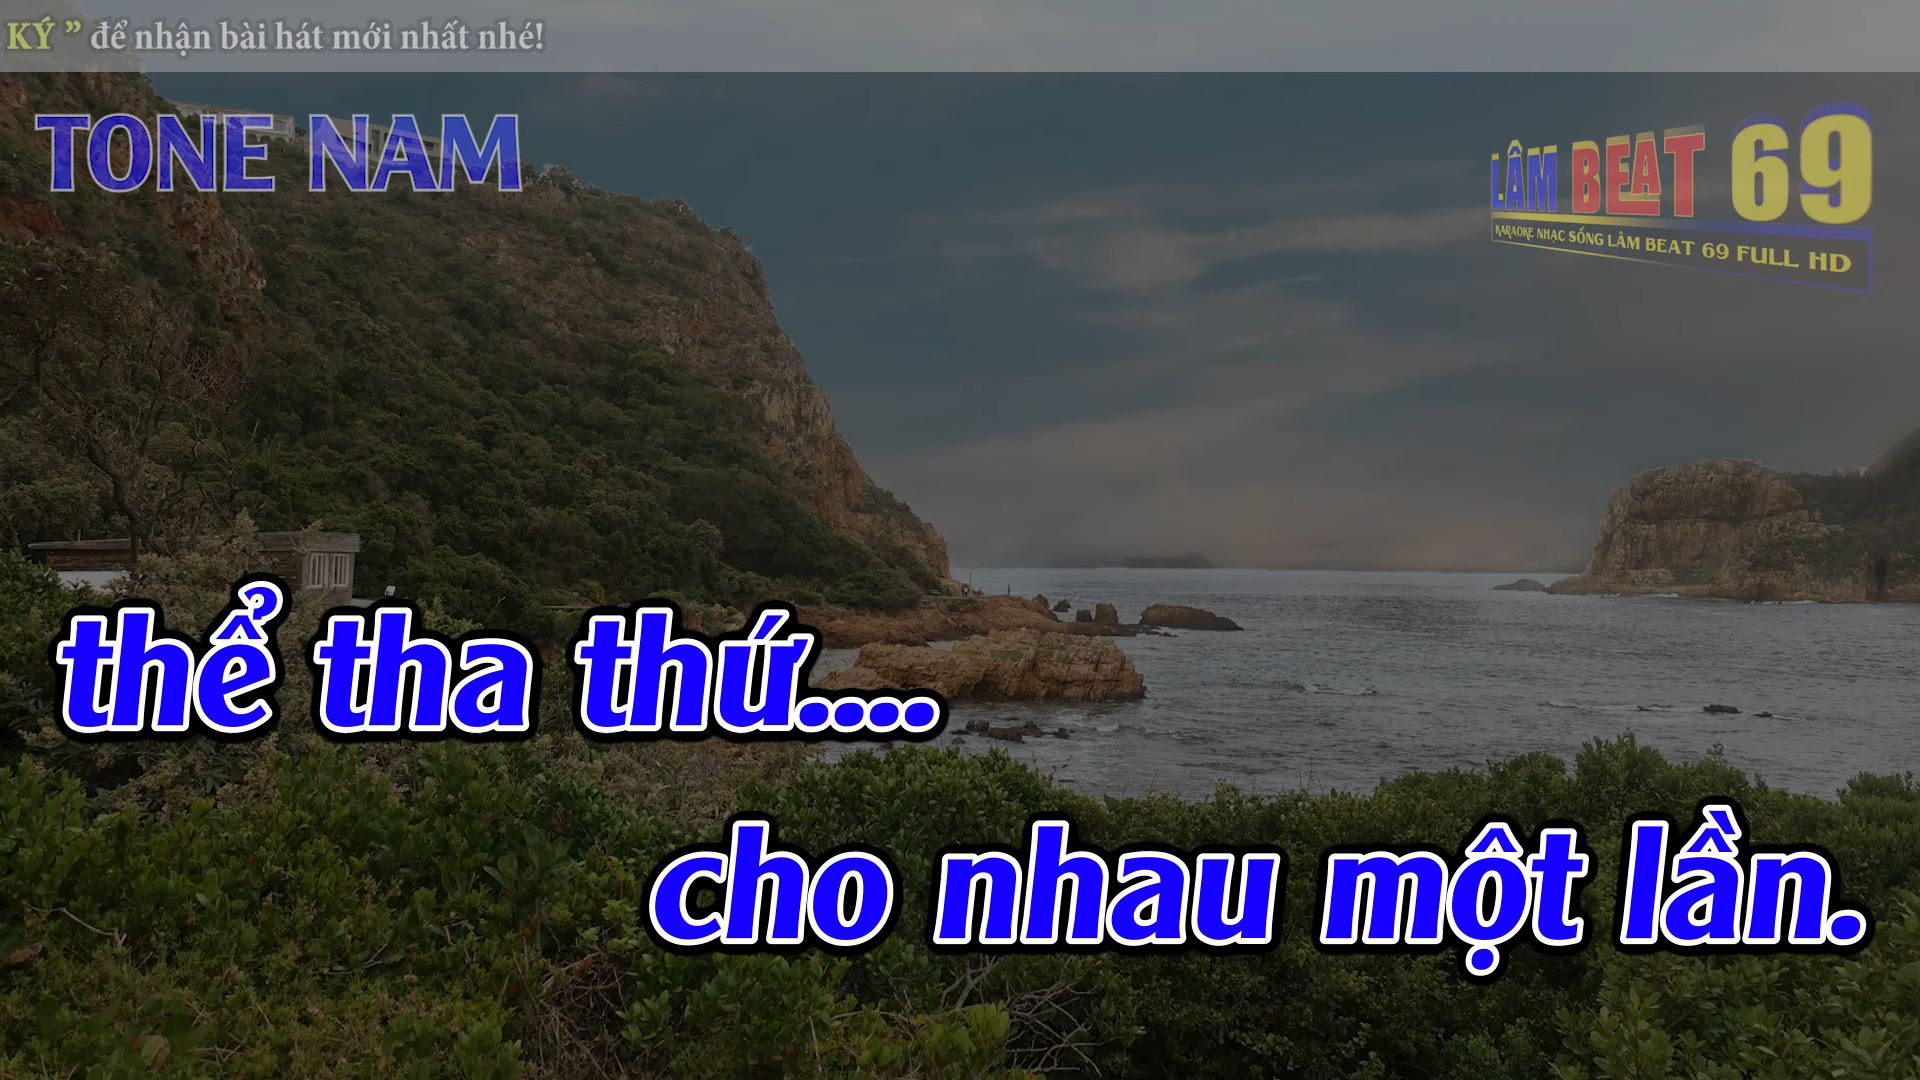 KÝ ” để nhận bài hát mới nhất nhé!
TONE NAM
LÂM BEAT 69
KARAOKE NHẠC SỐNG LÂM BEAT 69 FULL HD
thể tha thứ....
cho nhau một lần.